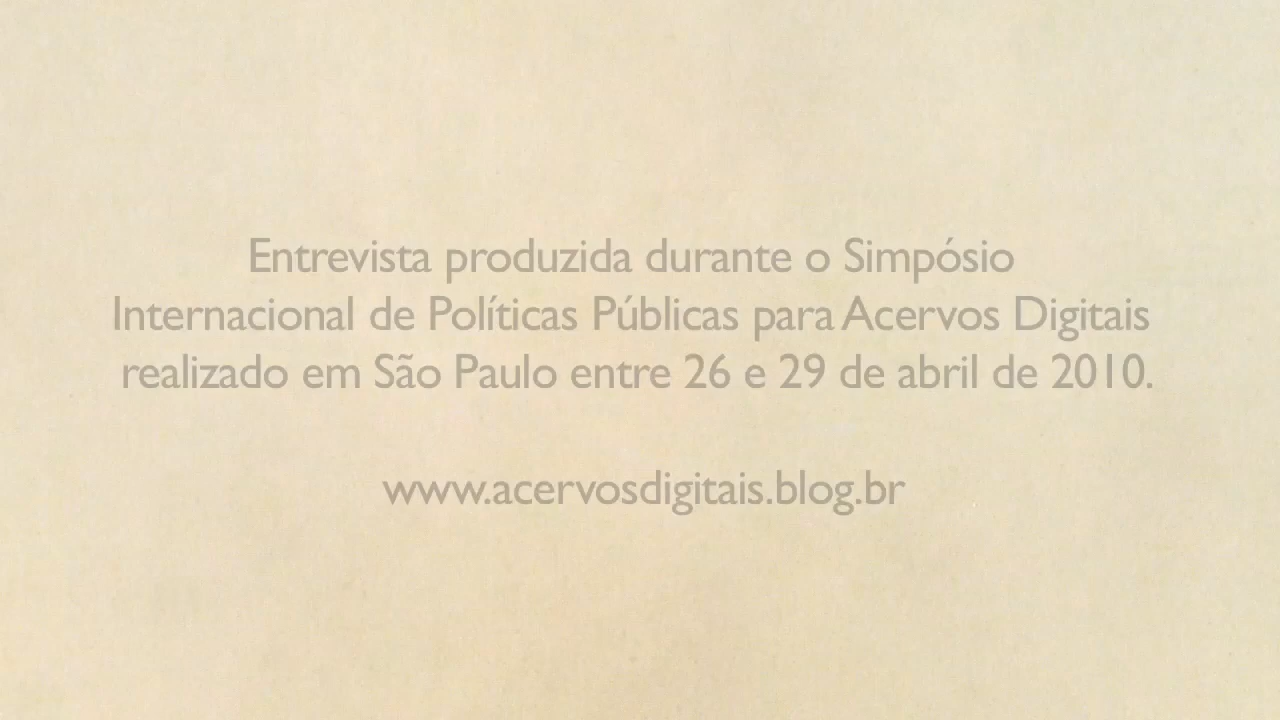 Entrevista produzida durante o Simpósio
Internacional de Políticas Públicas para Acervos Digitais
realizado em São Paulo entre 26 e 29 de abril de 2010.
www.acervosdigitais.blog.br